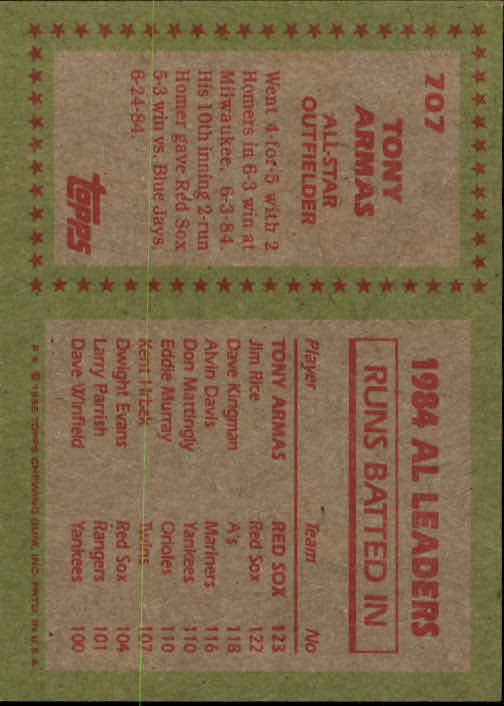 707
TONY
ARMAS
ALL-STAR
OUTFIELDER
Went 4-for-5 with 2
Homers in 6-3 win at
Milwaukee, 6-3-84.
His 10th inning 2-run
Homer gave Red Sox
5-3 win vs. Blue Jays,
6-24-84.
topps
1984 AL LEADERS
RUNS BATTED IN
Player Team No
TONY ARMAS RED SOX 123
Jim Rice Red Sox 122
Dave Kingman A's 118
Alvin Davis Mariners 116
Don Mattingly Yankees 110
Eddie Murray Orioles 110
Kent Hrbek Twins 107
Dwight Evans Red Sox 104
Larry Parrish Rangers 101
Dave Winfield Yankees 100
© 1985 TOPPS CHEWING GUM, INC. PRTD. IN U.S.A.